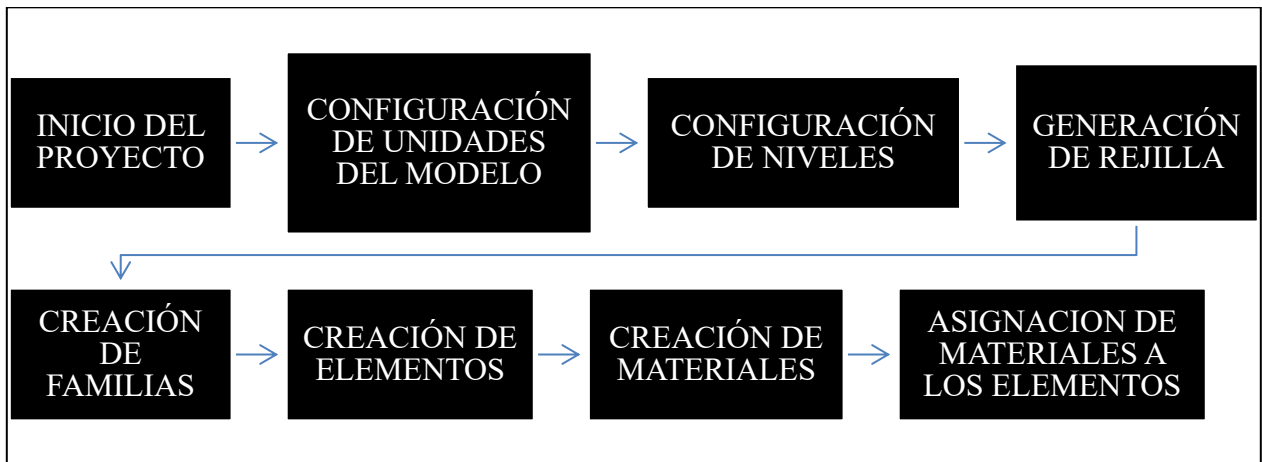 INICIO DEL
PROYECTO
CONFIGURACIÓN
DE UNIDADES
DEL MODELO
CONFIGURACIÓN
DE NIVELES
GENERACIÓN
DE REJILLA
CREACIÓN
DE
FAMILIAS
CREACIÓN DE
ELEMENTOS
CREACIÓN DE
MATERIALES
ASIGNACION DE
MATERIALES A
LOS ELEMENTOS